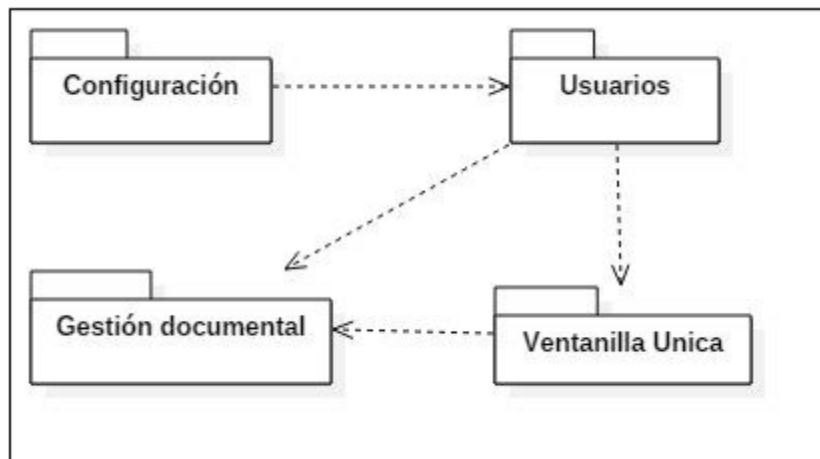 Configuración
Usuarios
Gestión documental
Ventanilla Unica